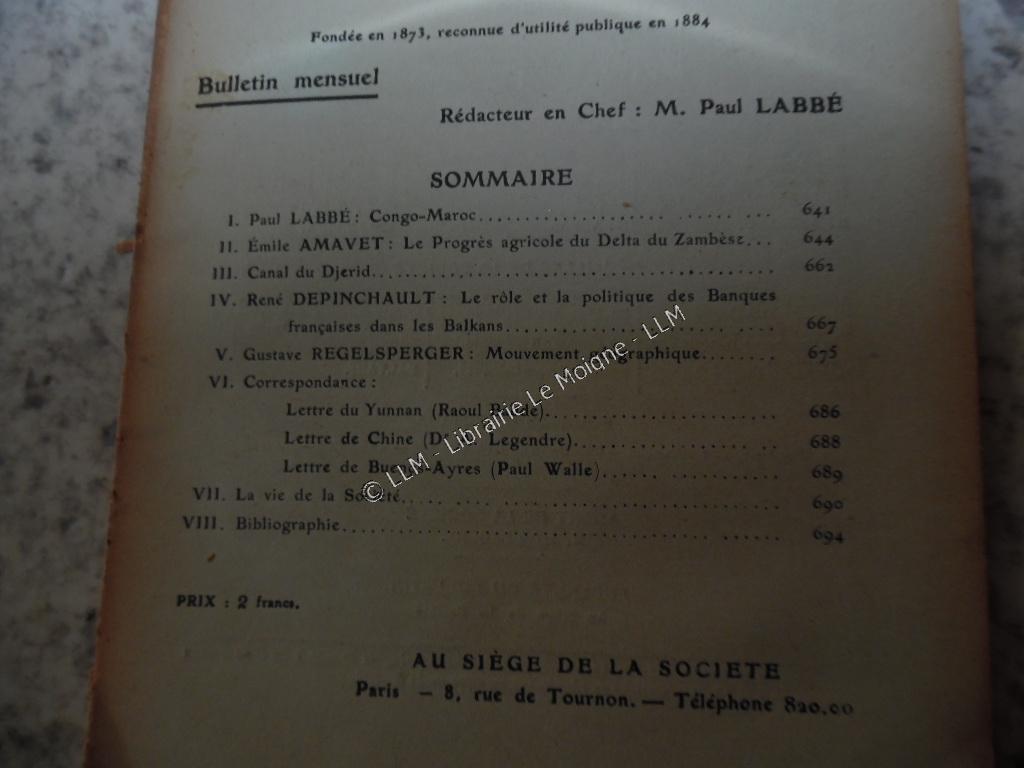 Fondée en 1873, reconnue d'utilité publique en 1884
Bulletin mensuel
Rédacteur en Chef : M. Paul LABBÉ
SOMMAIRE
I. Paul LABBÉ : Congo-Maroc........................ 641
II. Émile AMAVET : Le Progrès agricole du Delta du Zambèse... 644
III. Canal du Djerid........................................ 662
IV. René DEPINCHAULT : Le rôle et la politique des Banques
françaises dans les Balkans........................ 667
V. Gustave REGELSPERGER : Mouvement géographique........ 675
VI. Correspondance :
Lettre du Yunnan (Raoul ........................ 686
Lettre de Chine (Legendre)........................ 688
Lettre de Buenos-Ayres (Paul Walle)................ 689
VII. La vie de la Société........................ 690
VIII. Bibliographie........................................ 694
PRIX : 2 francs.
AU SIÈGE DE LA SOCIETE
Paris — 8, rue de Tournon. — Téléphone 820.00
© LLM - Librairie Le Moigne - LLM